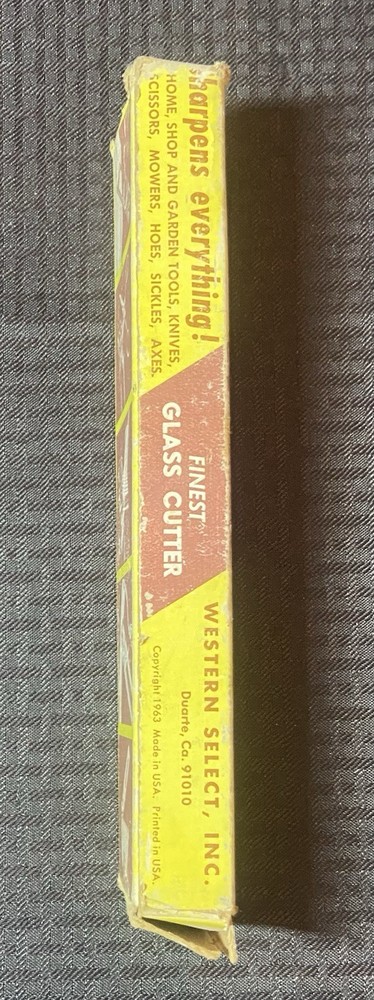 sharpens everything!
HOME, SHOP AND GARDEN TOOLS, KNIVES,
SCISSORS, MOWERS, HOES, SICKLES, AXES.
FINEST
GLASS CUTTER
WESTERN SELECT, INC.
Duarte, Ca. 91010
Copyright 1963 Made in USA. Printed in USA.